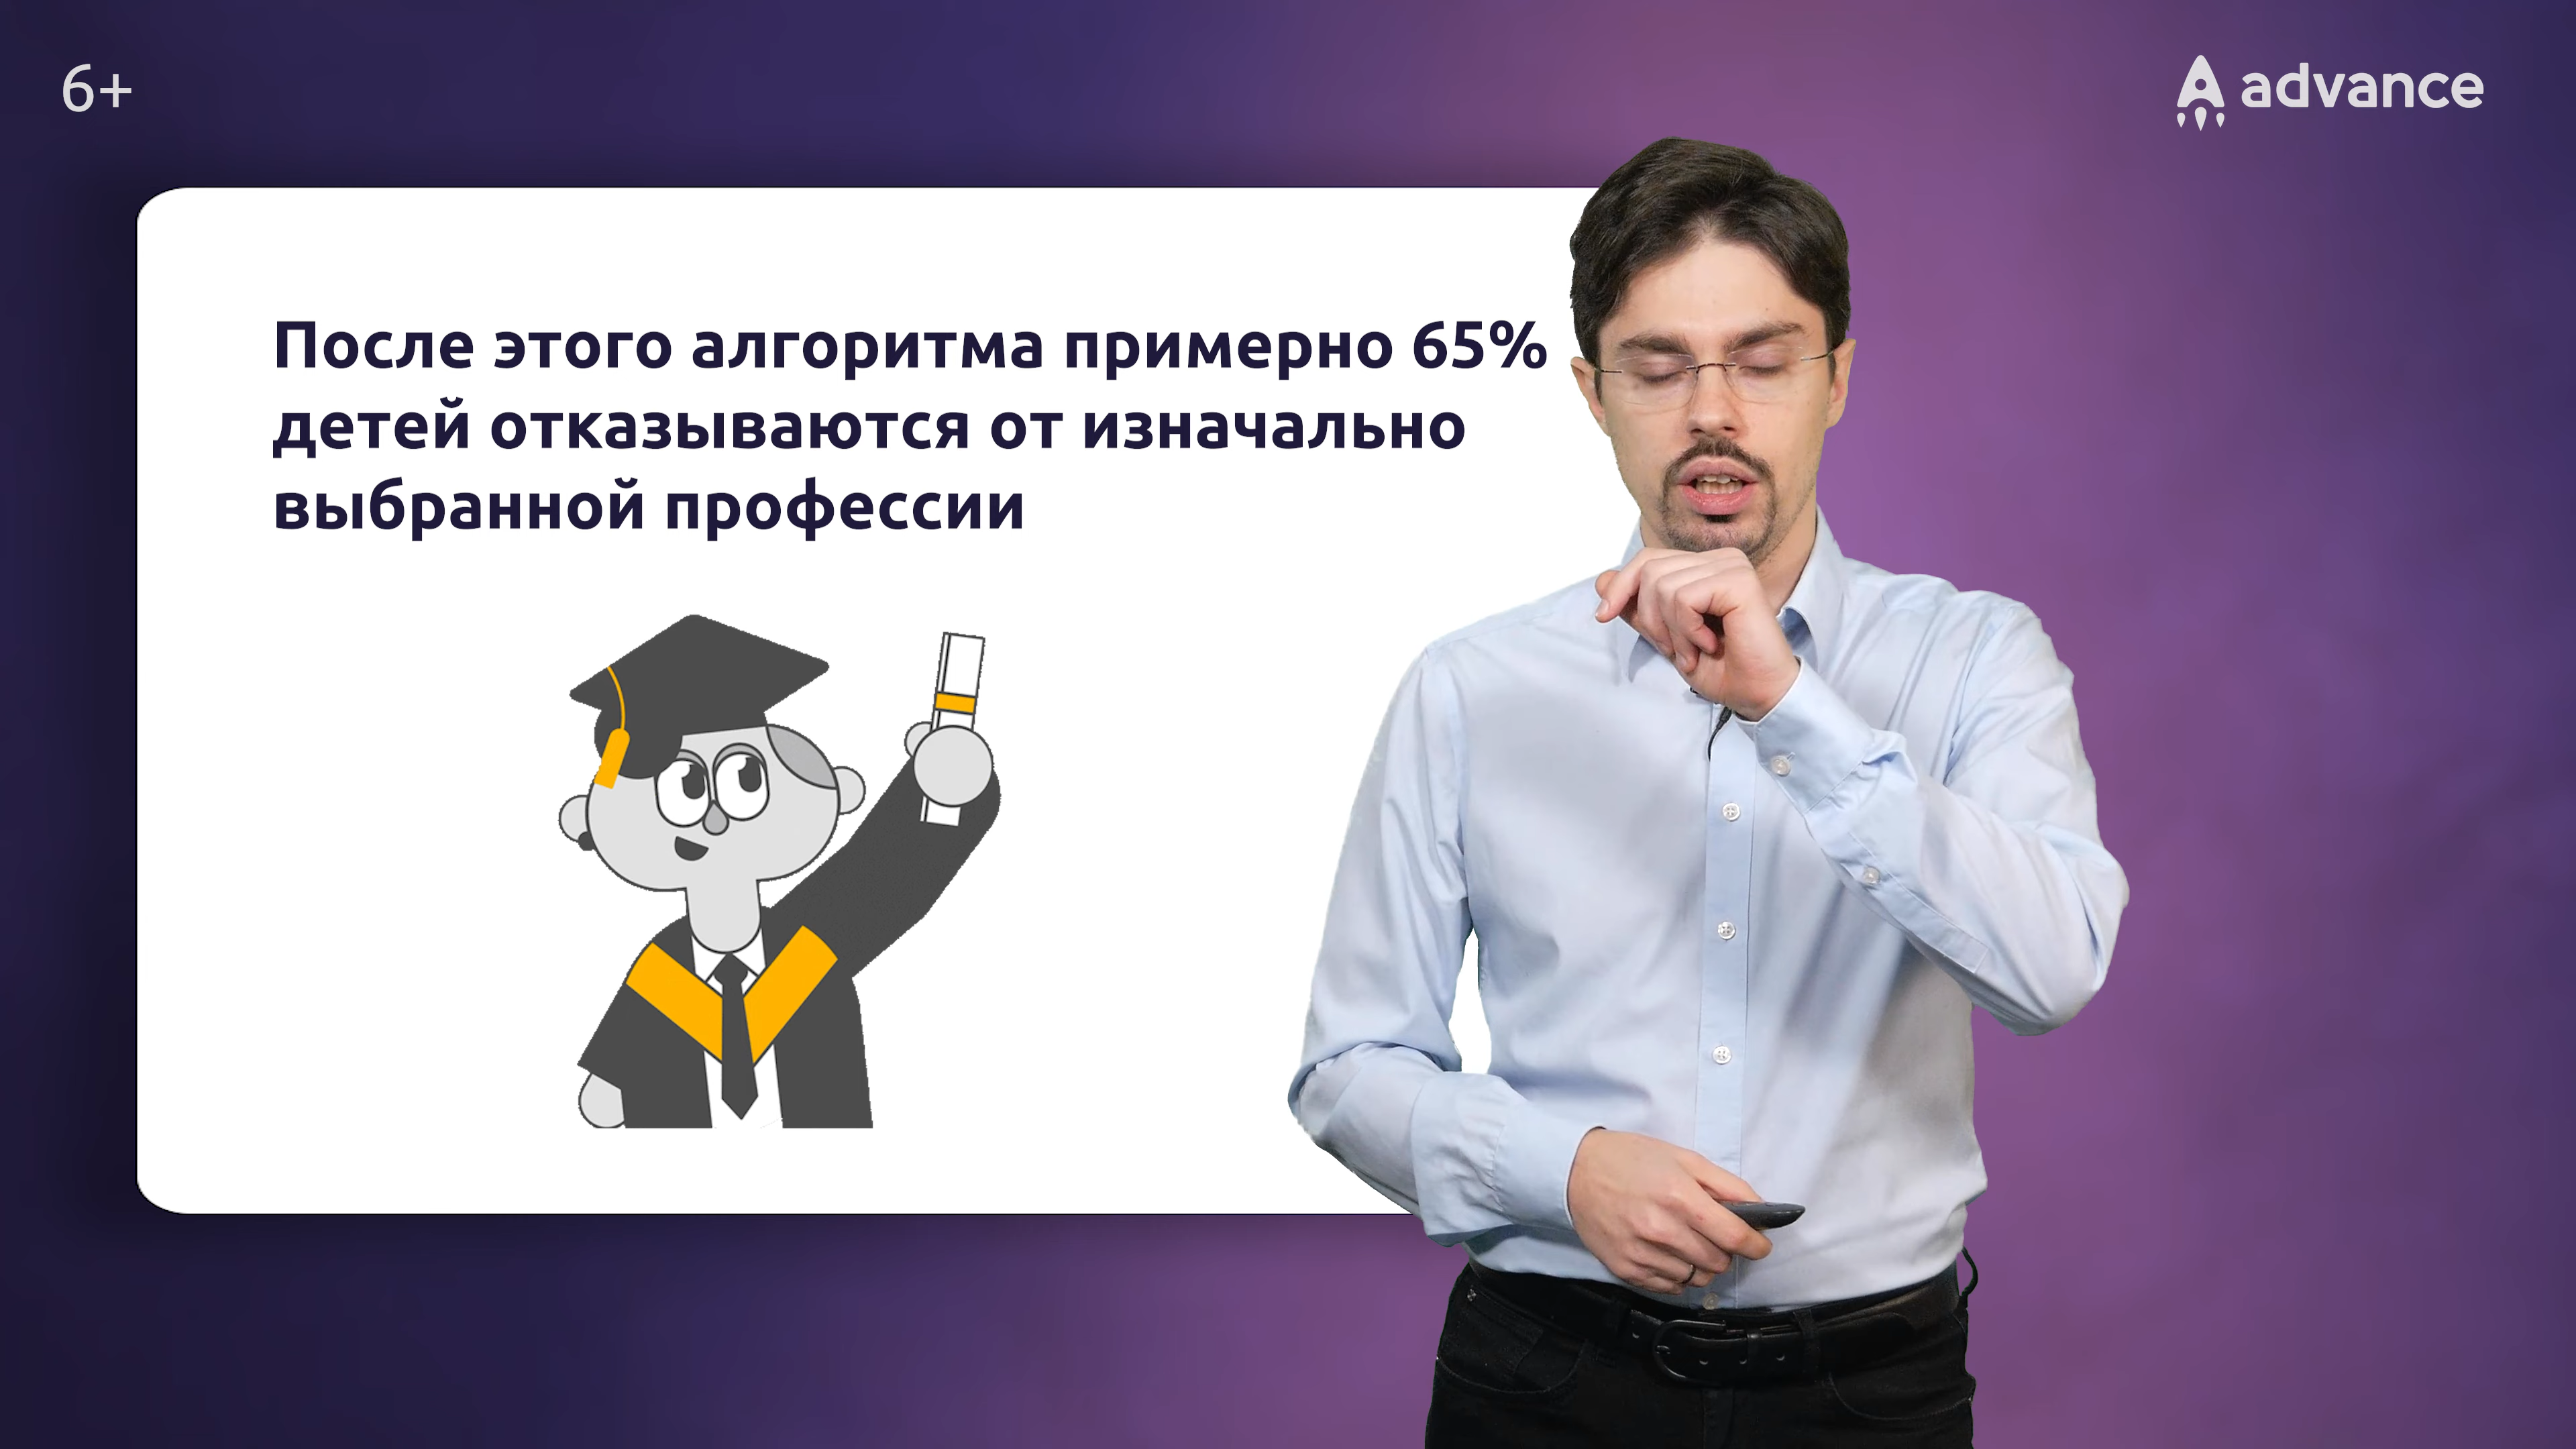 6+
advance
После этого алгоритма примерно 65%
детей отказываются от изначально
выбранной профессии